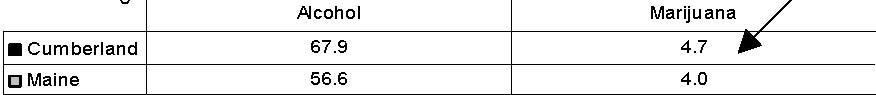 Alcohol Marijuana
Cumberland 67.9 4.7
Maine 56.6 4.0